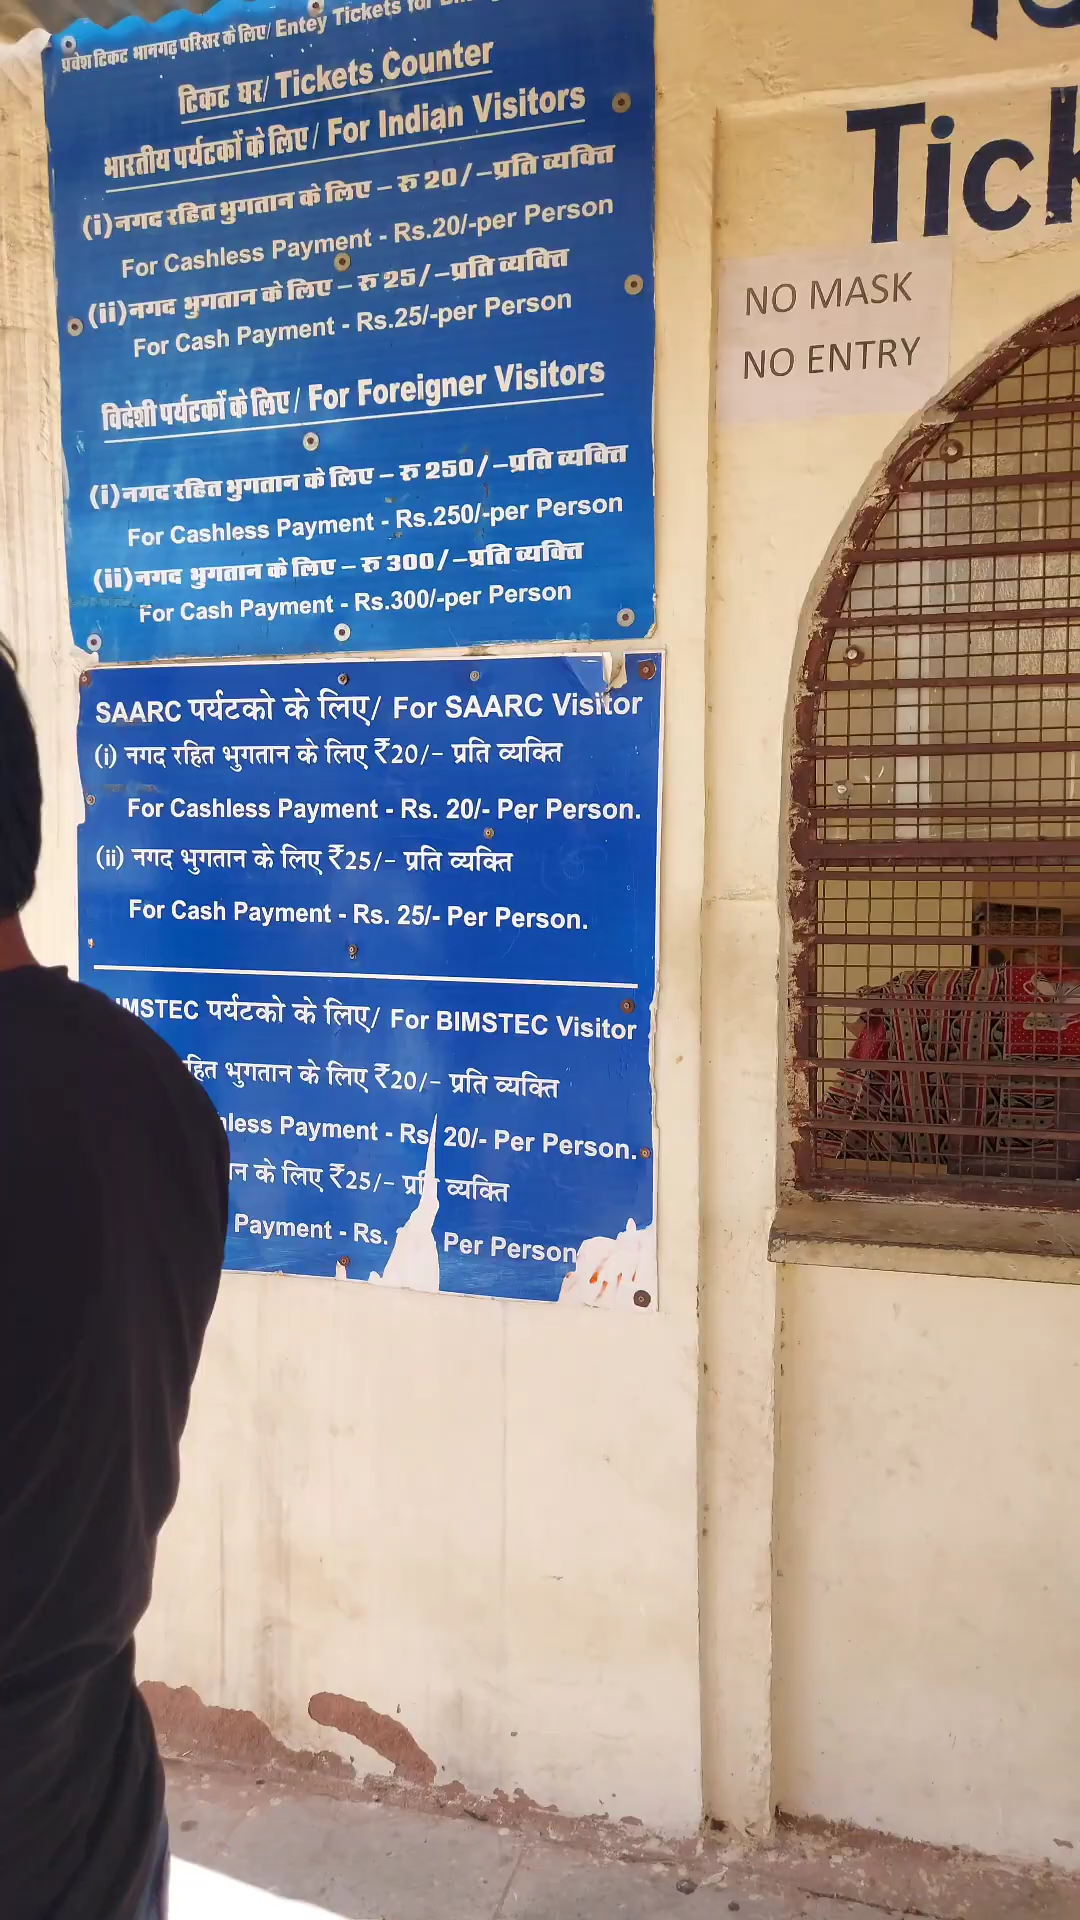 प्रवेश टिकट भानगढ़ परिसर के लिए/ Entey Tickets for
टिकट घर/ Tickets Counter
भारतीय पर्यटकों के लिए / For Indian Visitors
(i) नगद रहित भुगतान के लिए – रु 20/–प्रति व्यक्ति
For Cashless Payment - Rs.20/-per Person
(ii) नगद भुगतान के लिए – रु 25/–प्रति व्यक्ति
For Cash Payment - Rs.25/-per Person
विदेशी पर्यटकों के लिए / For Foreigner Visitors
(i) नगद रहित भुगतान के लिए – रु 250/–प्रति व्यक्ति
For Cashless Payment - Rs.250/-per Person
(ii) नगद भुगतान के लिए – रु 300/–प्रति व्यक्ति
For Cash Payment - Rs.300/-per Person
SAARC पर्यटको के लिए/ For SAARC Visitor
(i) नगद रहित भुगतान के लिए ₹20/- प्रति व्यक्ति
For Cashless Payment - Rs. 20/- Per Person.
(ii) नगद भुगतान के लिए ₹25/- प्रति व्यक्ति
For Cash Payment - Rs. 25/- Per Person.
IMSTEC पर्यटको के लिए/ For BIMSTEC Visitor
हित भुगतान के लिए ₹20/- प्रति व्यक्ति
hless Payment - Rs 20/- Per Person.
न के लिए ₹25/- प्रति व्यक्ति
Payment - Rs. Per Person
Tick
NO MASK
NO ENTRY